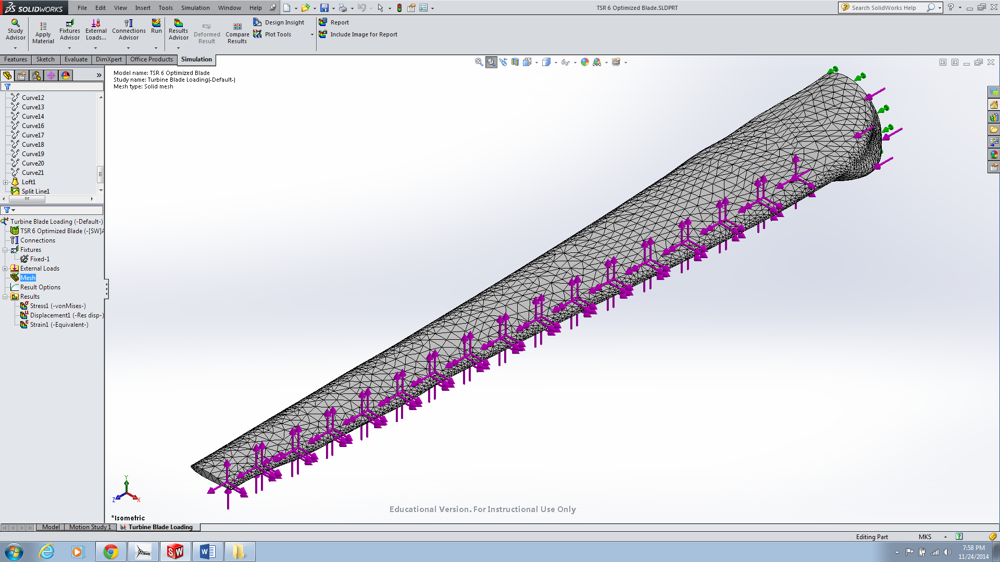 SOLIDWORKS File Edit View Insert Tools Simulation Window Help TSR 6 Optimized Blade.SLDPRT Search SolidWorks Help
Study Advisor
Apply Material
Fixtures Advisor
External Loads...
Connections Advisor
Run
Results Advisor
Deformed Result
Compare Results
Design Insight
Plot Tools
Report
Include Image for Report
Features Sketch Evaluate DimXpert Office Products Simulation
Model name: TSR 6 Optimized Blade
Study name: Turbine Blade Loading(-Default-)
Mesh type: Solid mesh
Curve12
Curve13
Curve14
Curve16
Curve17
Curve18
Curve19
Curve20
Curve21
Loft1
Split Line1
Turbine Blade Loading (-Default-)
TSR 6 Optimized Blade (-[SW]A
Connections
Fixtures
Fixed-1
External Loads
Mesh
Result Options
Results
Stress1 (-vonMises-)
Displacement1 (-Res disp-)
Strain1 (-Equivalent-)
Y
Z
X
*Isometric
Educational Version. For Instructional Use Only
Model Motion Study 1 Turbine Blade Loading
Editing Part MKS
7:58 PM
11/24/2014